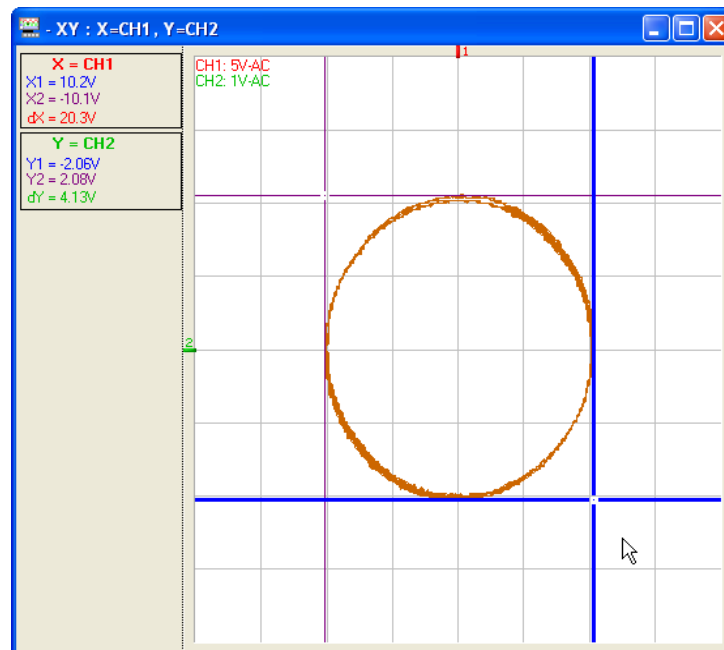 - XY : X=CH1, Y=CH2
X = CH1
X1 = 10.2V
X2 = -10.1V
dX = 20.3V
Y = CH2
Y1 = -2.06V
Y2 = 2.08V
dY = 4.13V
CH1: 5V-AC
CH2: 1V-AC
1
2